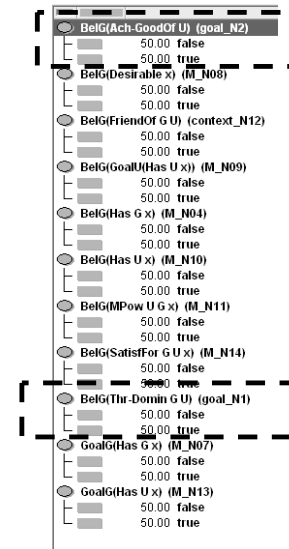 BelG(Ach-GoodOf U) (goal_N2)
50.00 false
50.00 true
BelG(Desirable x) (M_N08)
50.00 false
50.00 true
BelG(FriendOf G U) (context_N12)
50.00 false
50.00 true
BelG(GoalU(Has U x)) (M_N09)
50.00 false
50.00 true
BelG(Has G x) (M_N04)
50.00 false
50.00 true
BelG(Has U x) (M_N10)
50.00 false
50.00 true
BelG(MPow U G x) (M_N11)
50.00 false
50.00 true
BelG(SatisfFor G U x) (M_N14)
50.00 false
50.00 true
BelG(Thr-Domin G U) (goal_N1)
50.00 false
50.00 true
GoalG(Has G x) (M_N07)
50.00 false
50.00 true
GoalG(Has U x) (M_N13)
50.00 false
50.00 true